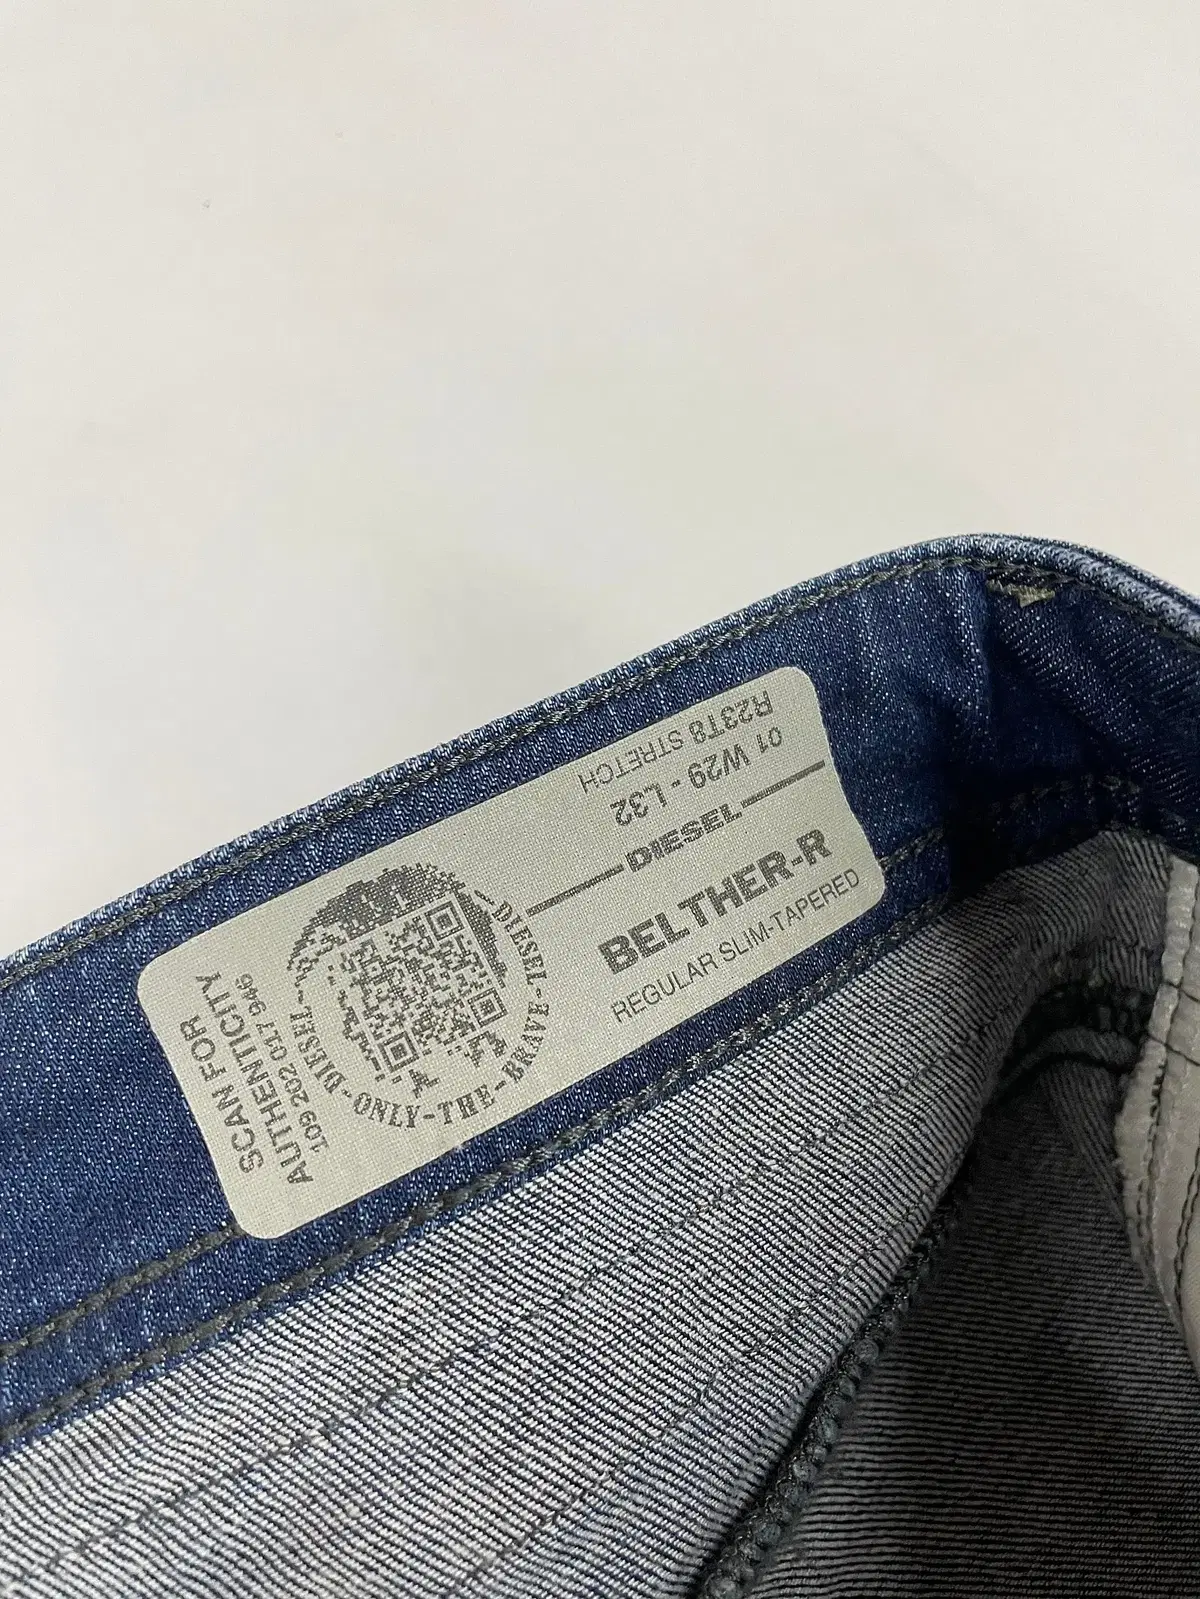 SCAN FOR
AUTHENTICITY
109 202 017 946
DIESEL-ONLY-THE-BRAVE-DIESEL
DIESEL
BELTHER-R
REGULAR SLIM-TAPERED
01 W29 - L32
R23T8 STRETCH